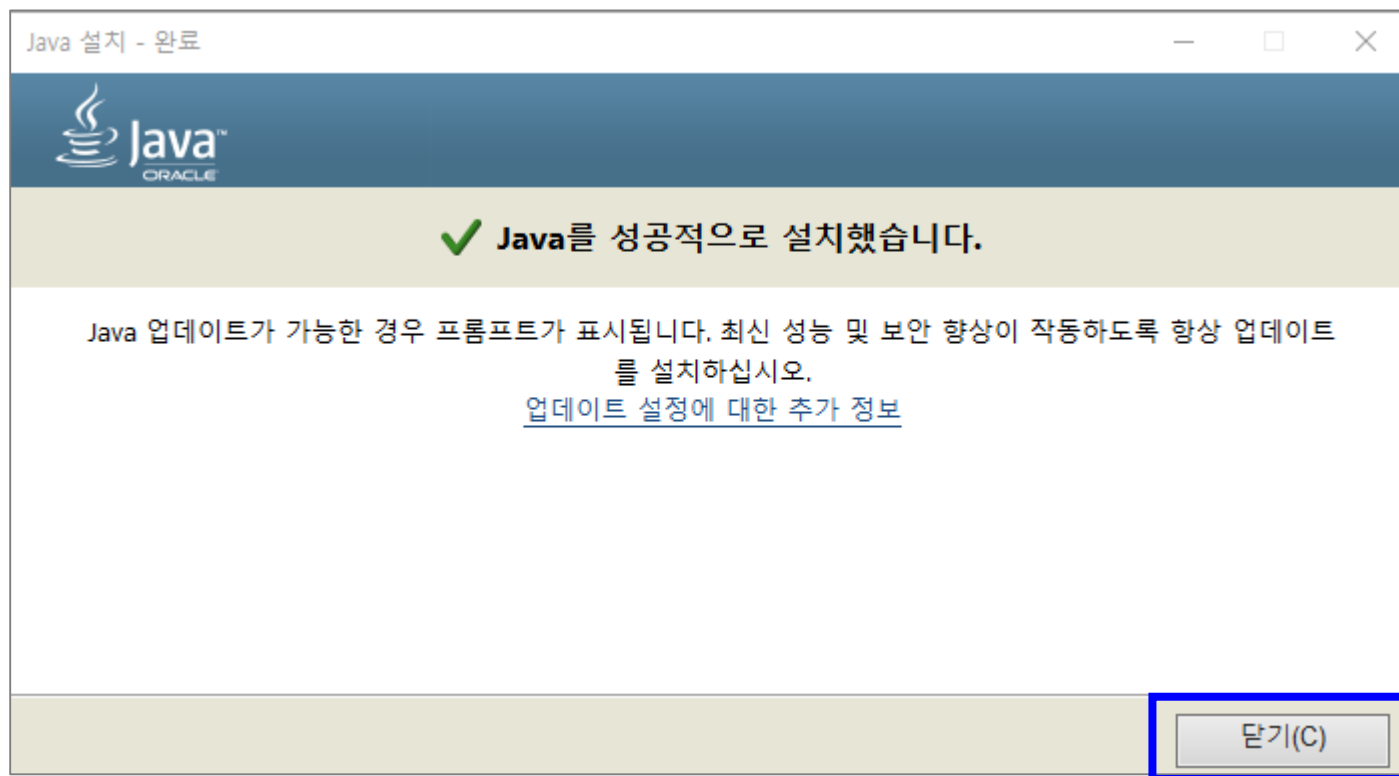 Java 설치 - 완료
Java™
ORACLE
Java를 성공적으로 설치했습니다.
Java 업데이트가 가능한 경우 프롬프트가 표시됩니다. 최신 성능 및 보안 향상이 작동하도록 항상 업데이트
를 설치하십시오.
업데이트 설정에 대한 추가 정보
닫기(C)